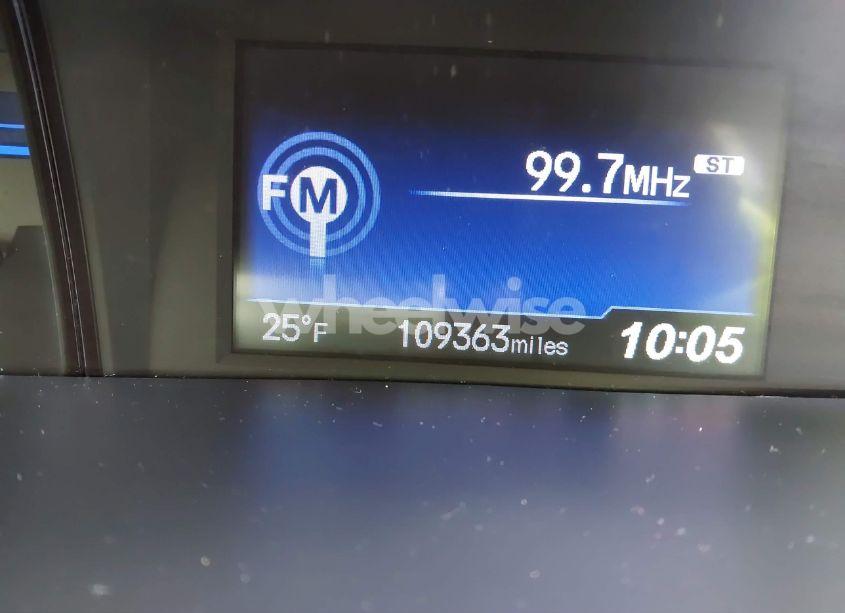 99.7MHz ST
FM
wheelwise
25°F 109363miles 10:05